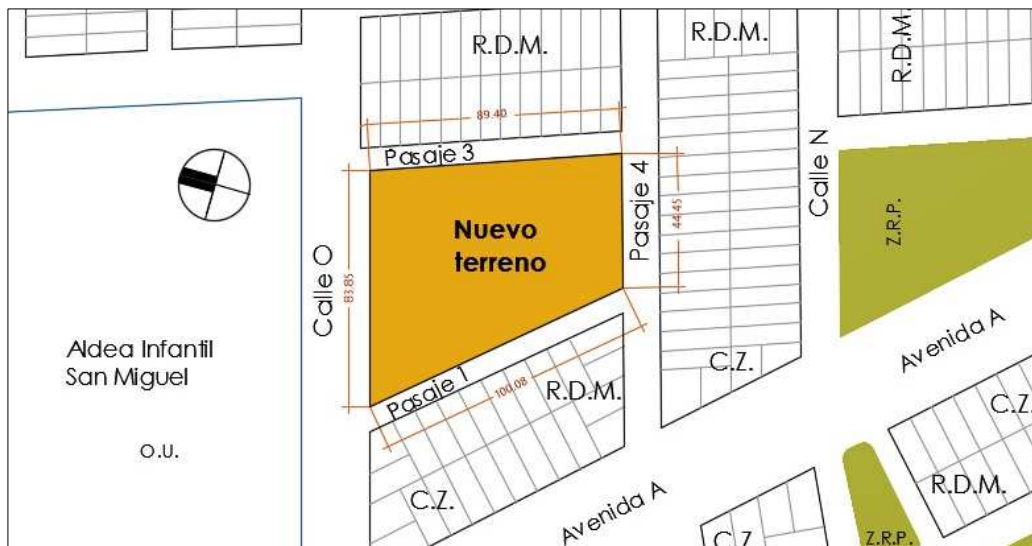 R.D.M.
R.D.M.
R.D.M.
89.40
Pasaje 3
Calle O
83.85
Nuevo
terreno
Pasaje 4
44.45
Calle N
Z.R.P.
Aldea Infantil
San Miguel
O.U.
Pasaje 1
100.08
R.D.M.
C.Z.
C.Z.
Avenida A
Avenida A
C.Z.
R.D.M.
C.Z.
Z.R.P.